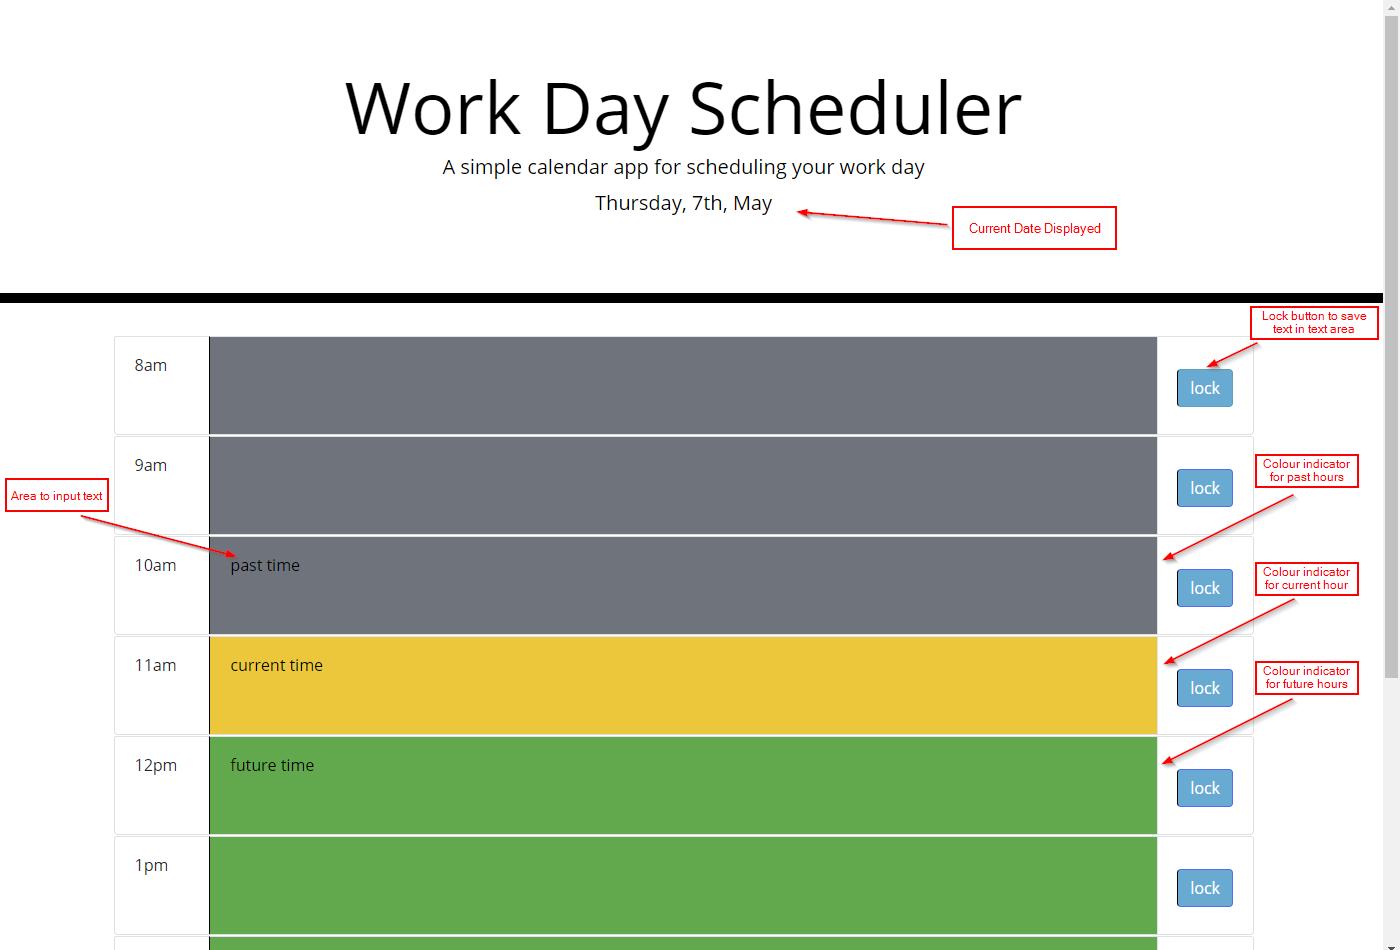 Work Day Scheduler
A simple calendar app for scheduling your work day
Thursday, 7th, May
Current Date Displayed
Lock button to save
text in text area
8am
lock
9am
lock
Colour indicator
for past hours
Area to input text
10am
past time
lock
Colour indicator
for current hour
11am
current time
lock
Colour indicator
for future hours
12pm
future time
lock
1pm
lock